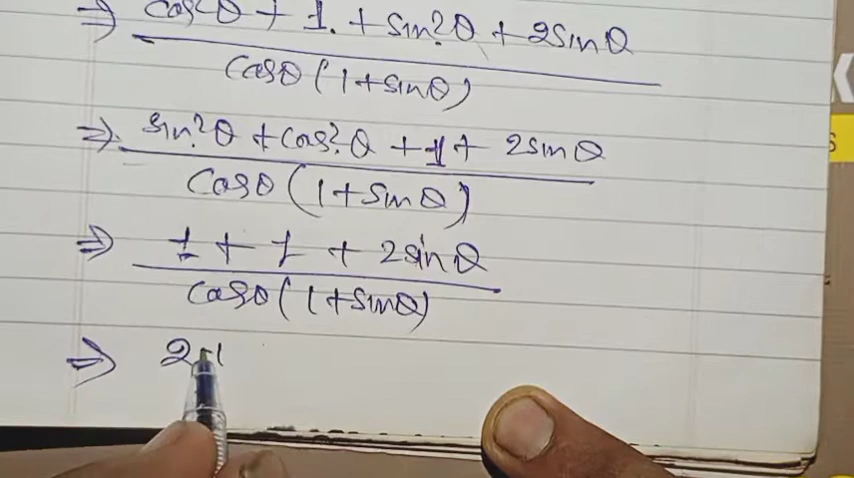 ⇒ cos²θ + 1 + sin²θ + 2sinθ
cosθ(1+sinθ)
⇒ sin²θ + cos²θ + 1 + 2sinθ
cosθ(1+sinθ)
⇒ 1 + 1 + 2sinθ
cosθ(1+sinθ)
⇒ 2